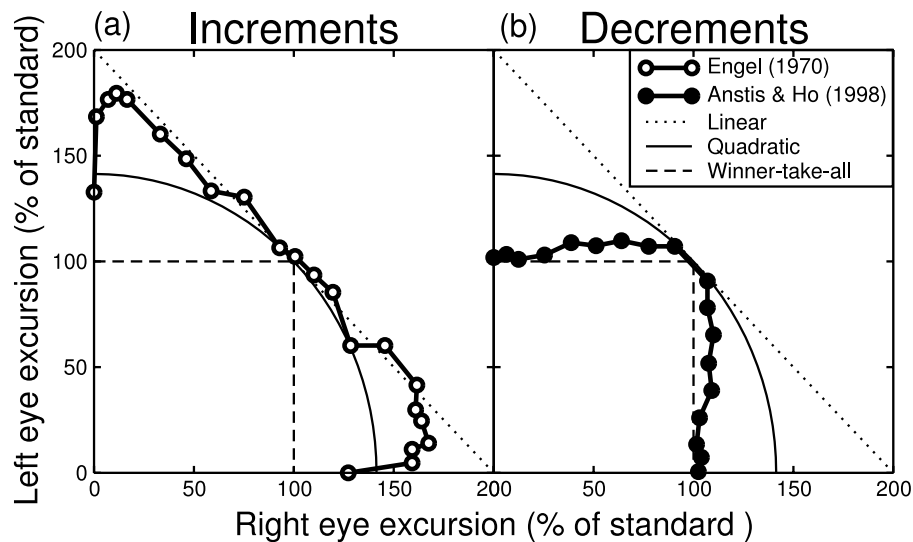 (a) Increments
(b) Decrements
Engel (1970)
Anstis & Ho (1998)
Linear
Quadratic
Winner-take-all
Left eye excursion (% of standard)
200
150
100
50
0
0 50 100 150 200 50 100 150 200
Right eye excursion (% of standard )